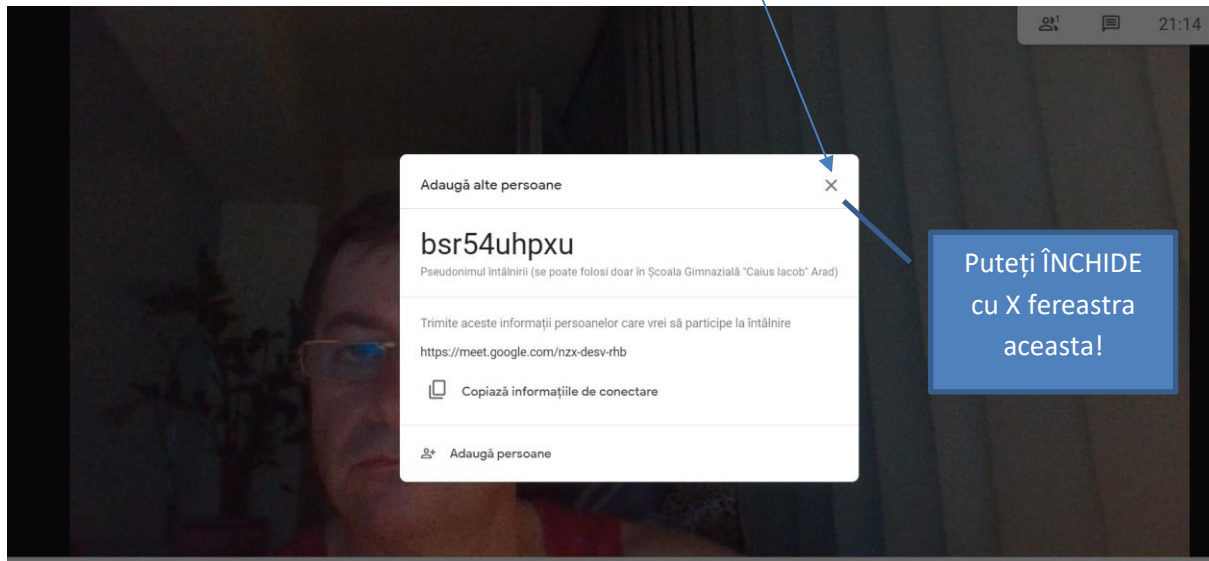 1
21:14
Adaugă alte persoane
bsr54uhpxu
Pseudonimul întâlnirii (se poate folosi doar în Școala Gimnazială "Caius Iacob" Arad)
Trimite aceste informații persoanelor care vrei să participe la întâlnire
https://meet.google.com/nzx-desv-rhb
Copiază informațiile de conectare
Adaugă persoane
Puteți ÎNCHIDE
cu X fereastra
aceasta!